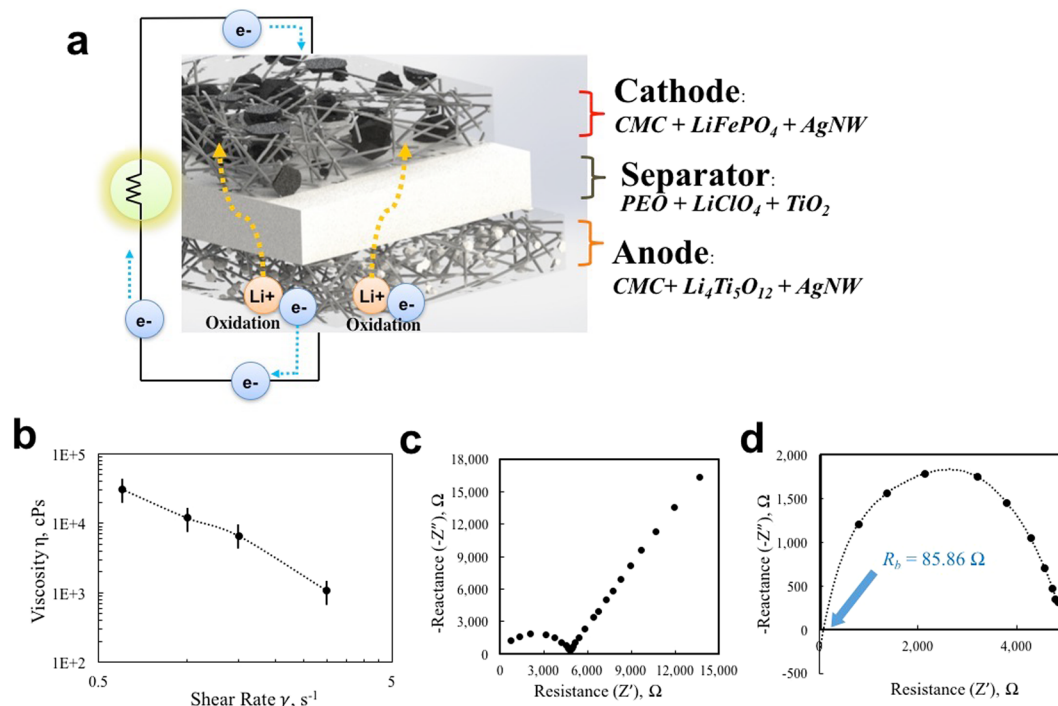 a
e-
Cathode:
CMC + LiFePO4 + AgNW
Separator:
PEO + LiClO4 + TiO2
Anode:
CMC+ Li4Ti5O12 + AgNW
Li+ e- Li+ e-
Oxidation Oxidation
e-
e-
b
1E+5
1E+4
1E+3
1E+2
Viscosity η, cPs
0.5 5
Shear Rate γ, s-1
c
18,000
15,000
12,000
9,000
6,000
3,000
0
-Reactance (-Z″), Ω
0 3,000 6,000 9,000 12,000 15,000
Resistance (Z′), Ω
d
2,000
1,500
1,000
500
0
-500
-Reactance (-Z″), Ω
Rb = 85.86 Ω
0 2,000 4,000
Resistance (Z′), Ω